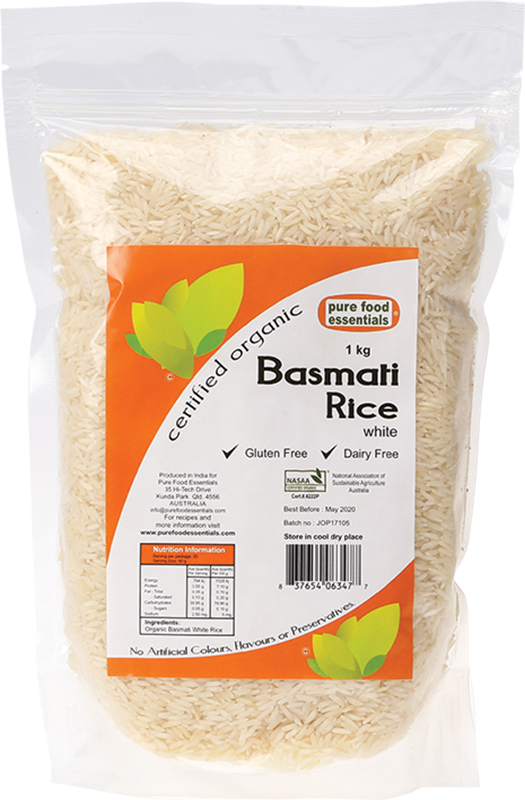 pure food
essentials®
certified organic
1 kg
Basmati
Rice
white
✓ Gluten Free ✓ Dairy Free
Produced in India for
Pure Food Essentials
35 Hi-Tech Drive
Kunda Park. Qld. 4556
AUSTRALIA
info@purefoodessentials.com
For recipes and
more information visit
www.purefoodessentials.com
NASAA
CERTIFIED ORGANIC
Cert.# 6222P
National Association of
Sustainable Agriculture
Australia
Best Before : May 2020
Batch no : JOP17105
Store in cool dry place
8 37654 06347 7
Nutrition Information
Energy
Protein
Fat - Total
- Saturated
Carbohydrates
- Sugars
Sodium
Ingredients:
Organic Basmati White Rice
No Artificial Colours, Flavours or Preservatives.
©
©